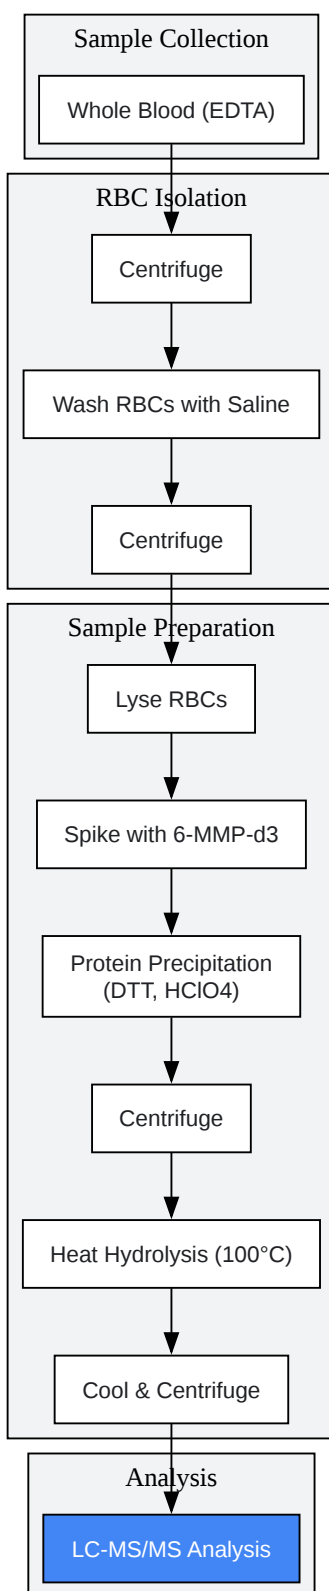 Sample Collection
Whole Blood (EDTA)
RBC Isolation
Centrifuge
Wash RBCs with Saline
Centrifuge
Sample Preparation
Lyse RBCs
Spike with 6-MMP-d3
Protein Precipitation
(DTT, HClO4)
Centrifuge
Heat Hydrolysis (100°C)
Cool & Centrifuge
Analysis
LC-MS/MS Analysis